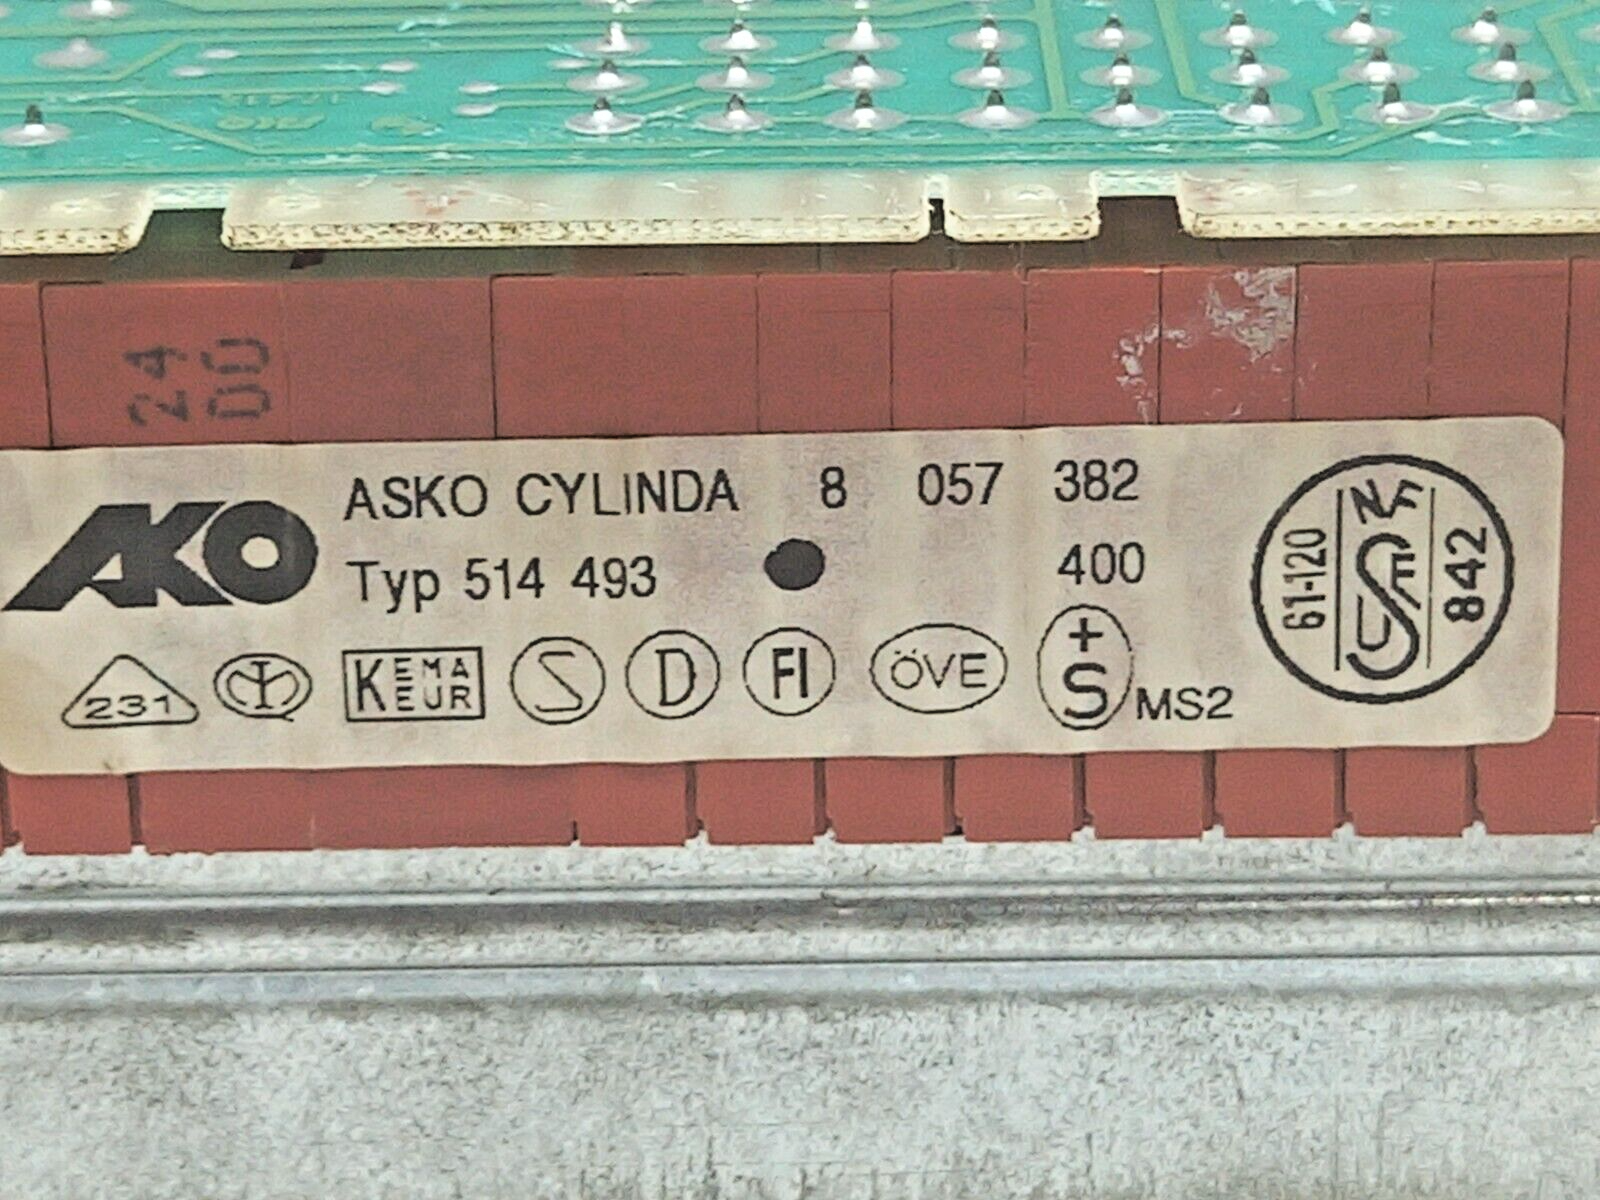 24
00
AKO
ASKO CYLINDA 8 057 382
Typ 514 493 ● 400
231 KEMA KEUR S D FI ÖVE +S MS2
61-120 NF USE 842